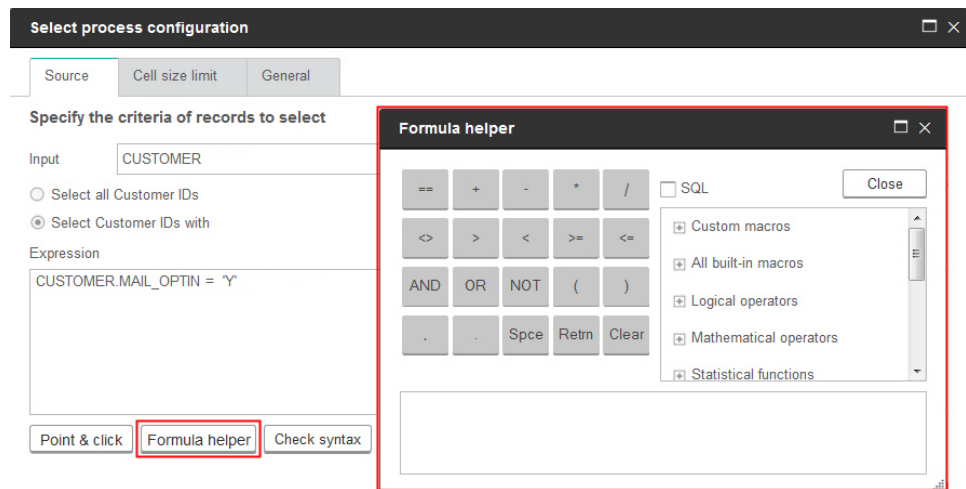 Select process configuration
Source Cell size limit General
Specify the criteria of records to select
Input CUSTOMER
Select all Customer IDs
Select Customer IDs with
Expression
CUSTOMER.MAIL_OPTIN = 'Y'
Point & click Formula helper Check syntax
Formula helper
== + - * /
<> > < >= <=
AND OR NOT ( )
, . Spce Retrn Clear
SQL Close
Custom macros
All built-in macros
Logical operators
Mathematical operators
Statistical functions